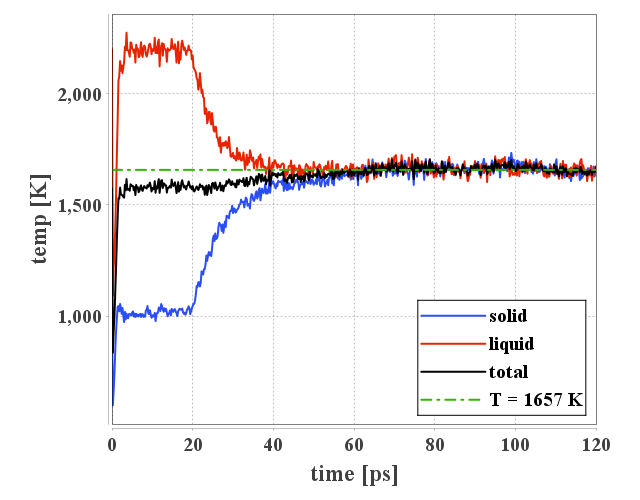 2,000
1,500
1,000
temp [K]
solid
liquid
total
T = 1657 K
0 20 40 60 80 100 120
time [ps]